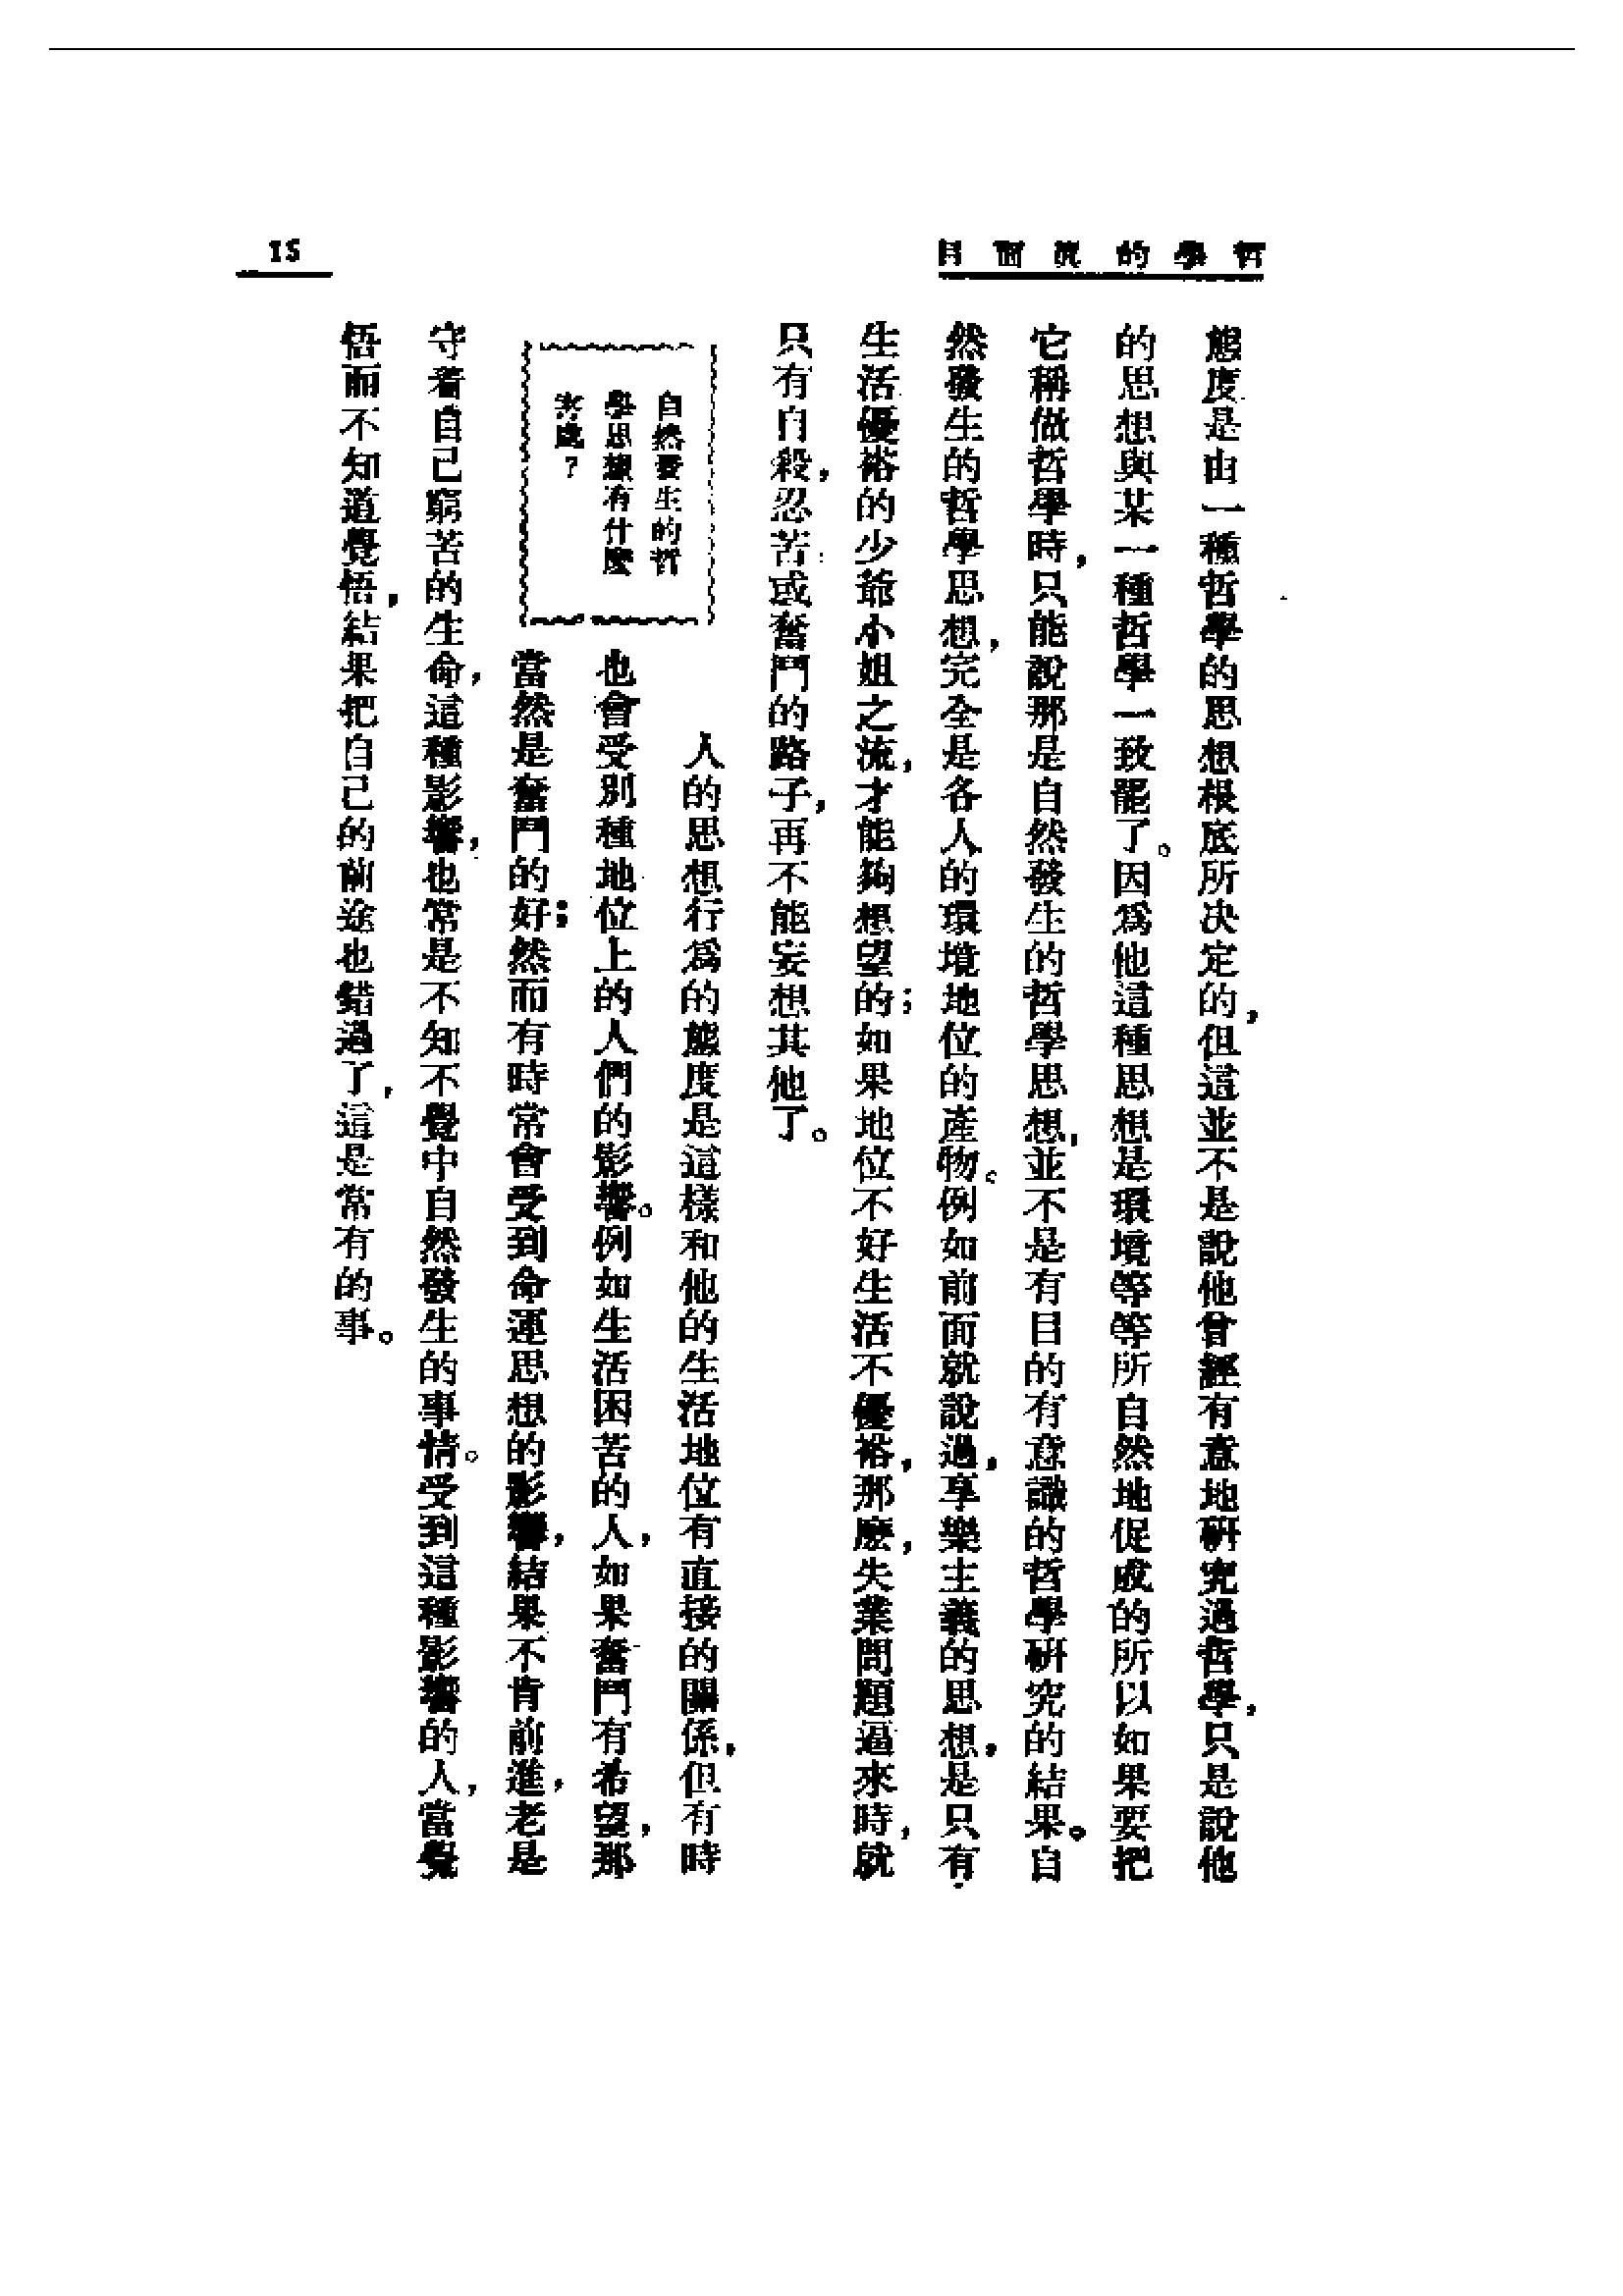 哲學的眞面目
15
態度是由一種哲學的思想根底所決定的，但這並不是說他曾經有意地研究過哲學，只是說他
的思想與某一種哲學一致罷了。因爲他這種思想是環境等等所自然地促成的所以如果要把
它稱做哲學時，只能說那是自然發生的哲學思想，並不是有目的有意識的哲學研究的結果。自
然發生的哲學思想，完全是各人的環境地位的產物。例如前面就說過，享樂主義的思想，是只有
生活優裕的少爺小姐之流，才能夠想望的；如果地位不好生活不優裕，那麽，失業問題逼來時，就
只有自殺，忍苦或奮鬥的路子，再不能妄想其他了。
自然發生的哲
學思想有什麼
害處？
人的思想行爲的態度是這樣和他的生活地位有直接的關係，但有時
也會受別種地位上的人們的影響。例如生活困苦的人，如果奮鬥有希望，那
當然是奮鬥的好；然而有時常會受到命運思想的影響，結果不肯前進，老是
守着自己窮苦的生命，這種影響，也常是不知不覺中自然發生的事情。受到這種影響的人，當覺
悟而不知道覺悟，結果把自己的前途也錯過了，這是常有的事。